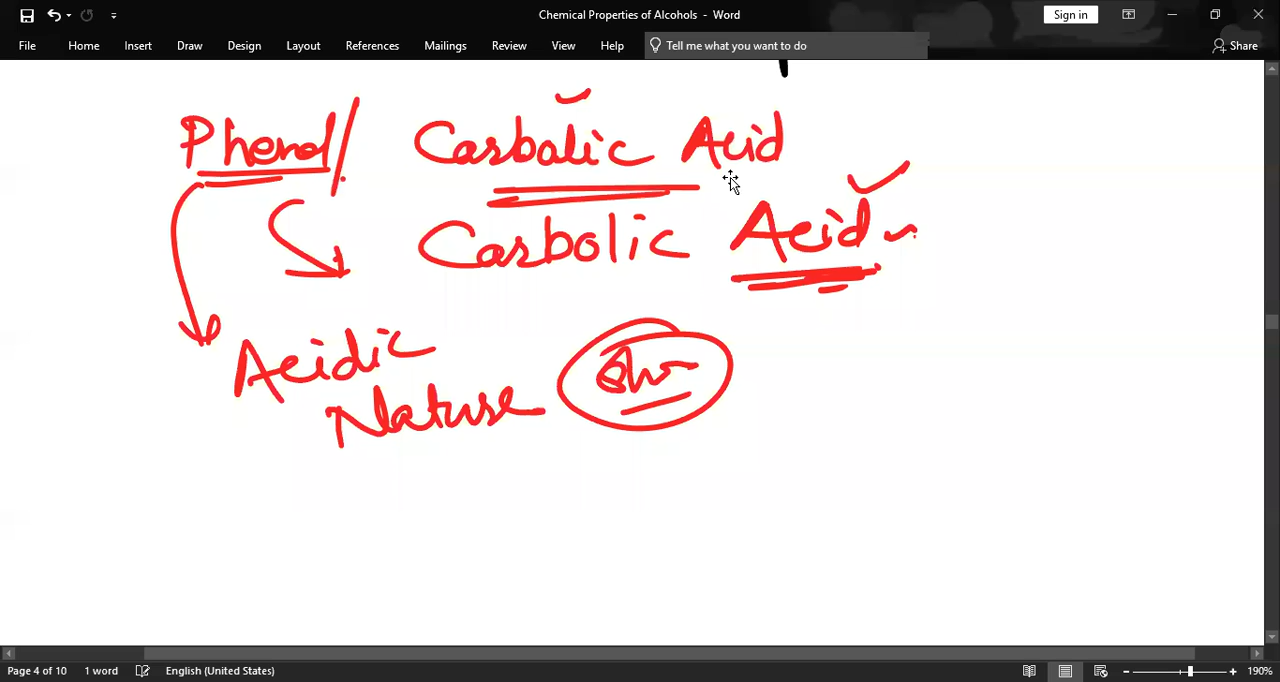 Chemical Properties of Alcohols - Word
Sign in
File Home Insert Draw Design Layout References Mailings Review View Help Tell me what you want to do Share
Phenol/ Carbalic Acid
Carbolic Acid
Acidic
Nature
Page 4 of 10 1 word English (United States) 190%